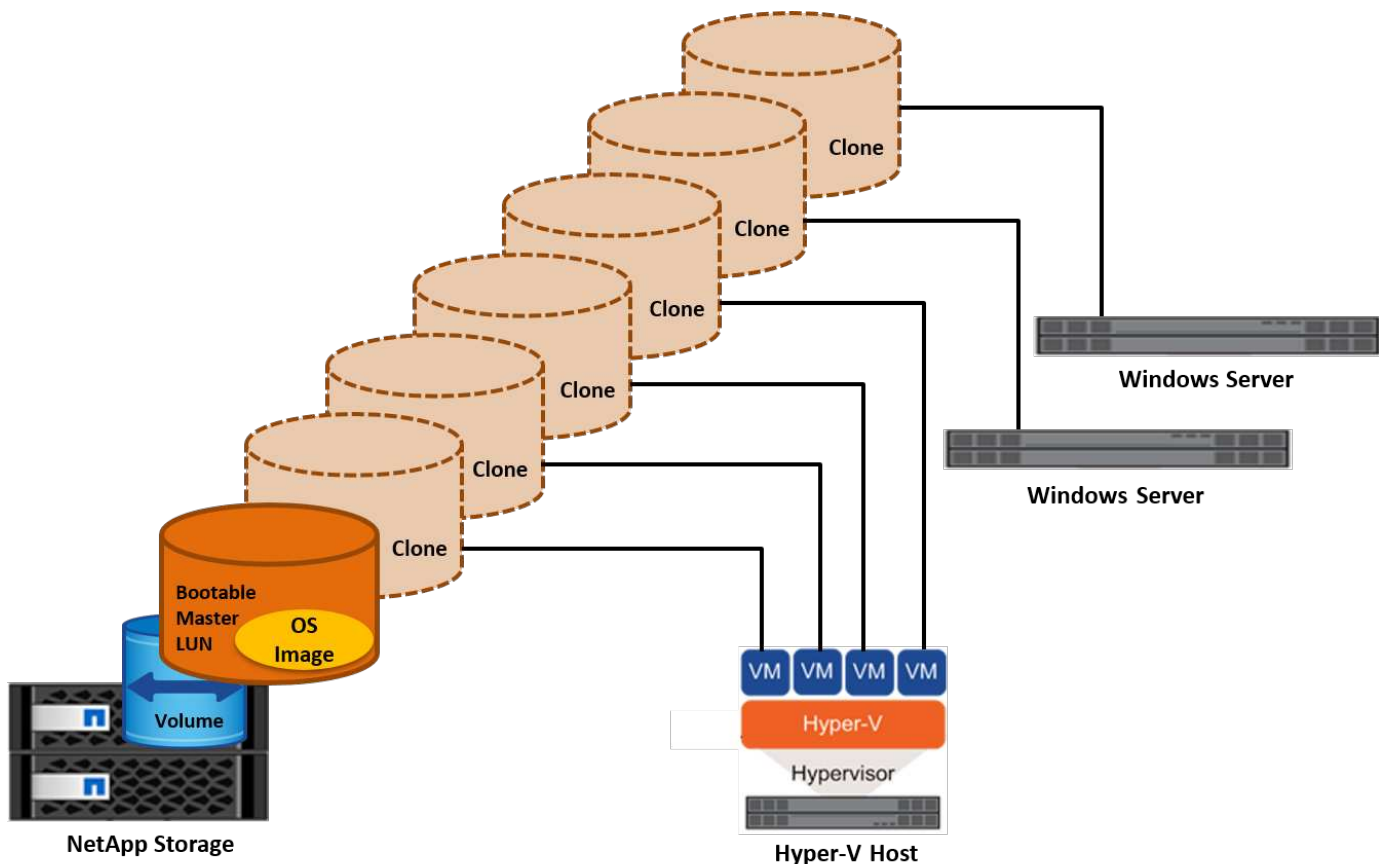 Clone
Clone
Clone
Clone
Clone
Clone
Windows Server
Windows Server
Bootable
Master
LUN
OS
Image
Volume
NetApp Storage
VM VM VM VM
Hyper-V
Hypervisor
Hyper-V Host